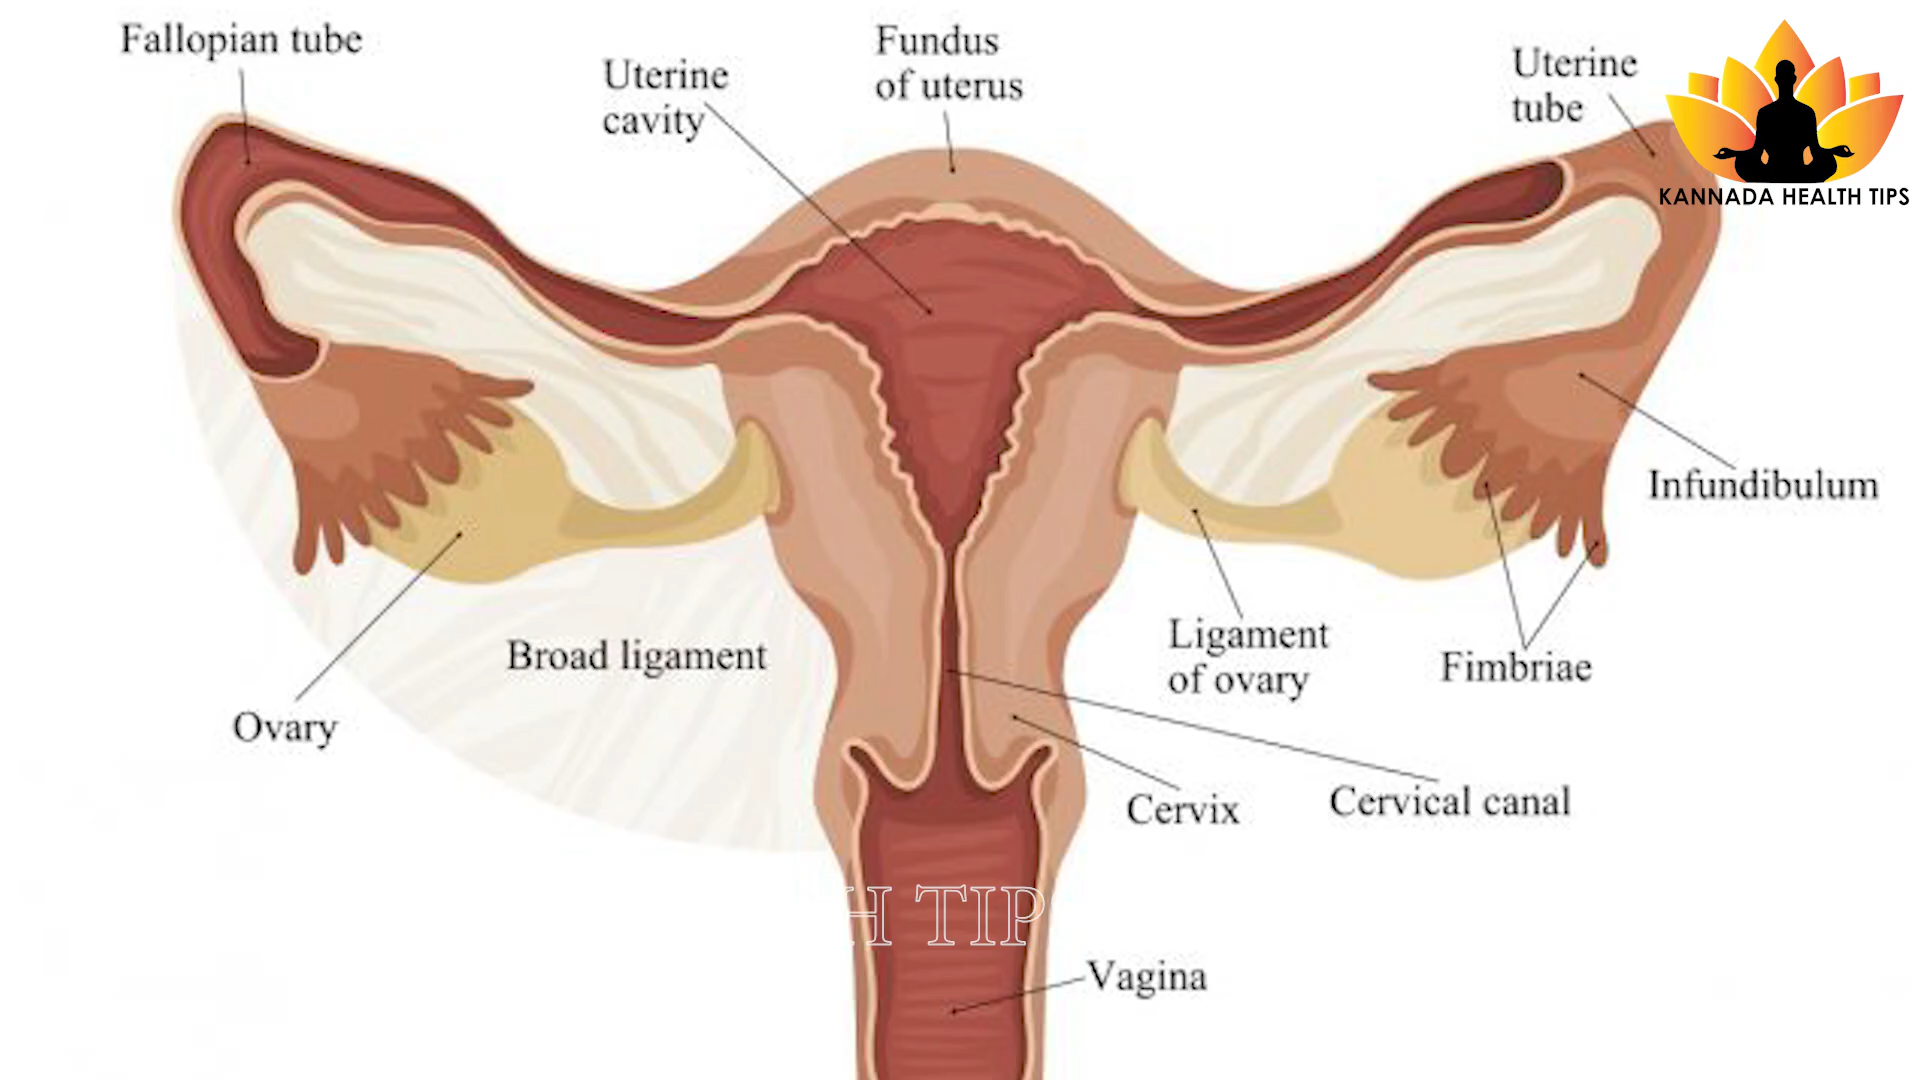 Fallopian tube
Uterine
cavity
Fundus
of uterus
Uterine
tube
KANNADA HEALTH TIPS
Infundibulum
Ligament
of ovary
Fimbriae
Broad ligament
Ovary
Cervix
Cervical canal
H TIP
Vagina